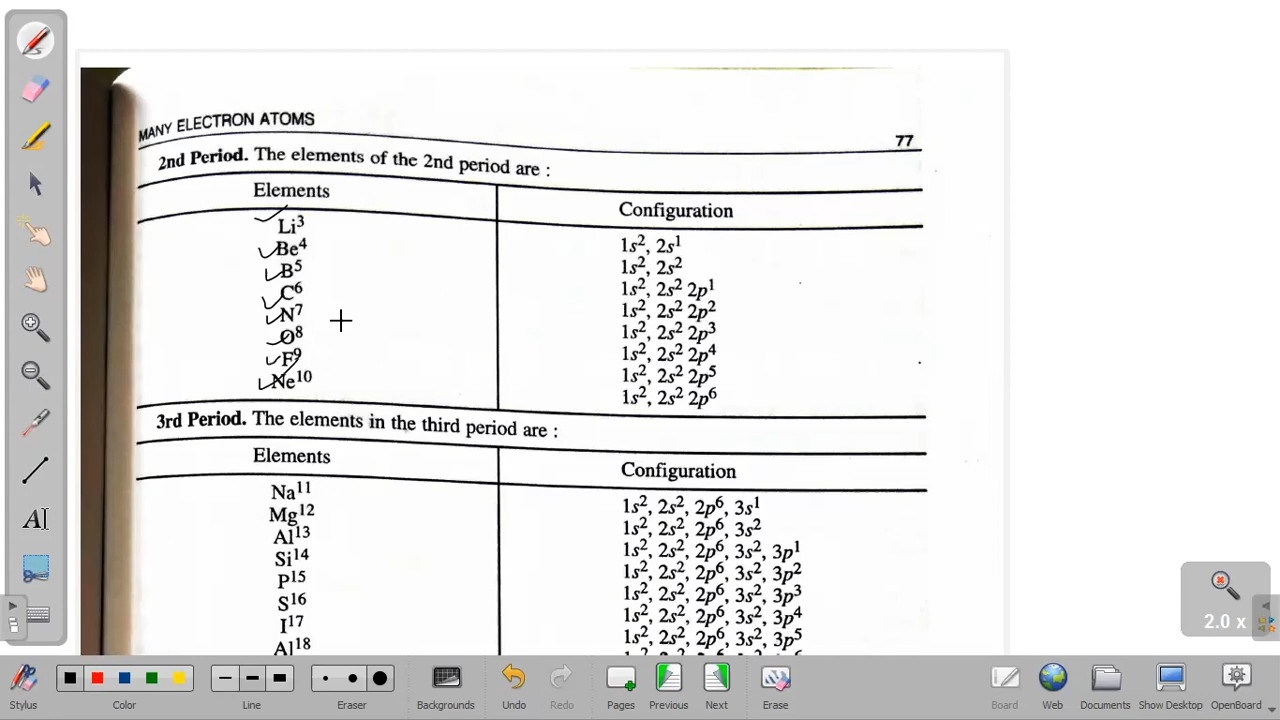 MANY ELECTRON ATOMS 77
2nd Period. The elements of the 2nd period are :
Elements Configuration
Li³ 1s², 2s¹
Be⁴ 1s², 2s²
B⁵ 1s², 2s² 2p¹
C⁶ 1s², 2s² 2p²
N⁷ 1s², 2s² 2p³
O⁸ 1s², 2s² 2p⁴
F⁹ 1s², 2s² 2p⁵
Ne¹⁰ 1s², 2s² 2p⁶
3rd Period. The elements in the third period are :
Elements Configuration
Na¹¹ 1s², 2s², 2p⁶, 3s¹
Mg¹² 1s², 2s², 2p⁶, 3s²
Al¹³ 1s², 2s², 2p⁶, 3s², 3p¹
Si¹⁴ 1s², 2s², 2p⁶, 3s², 3p²
P¹⁵ 1s², 2s², 2p⁶, 3s², 3p³
S¹⁶ 1s², 2s², 2p⁶, 3s², 3p⁴
I¹⁷ 1s², 2s², 2p⁶, 3s², 3p⁵
Al¹⁸
2.0 x
Stylus Color Line Eraser Backgrounds Undo Redo Pages Previous Next Erase Board Web Documents Show Desktop OpenBoard